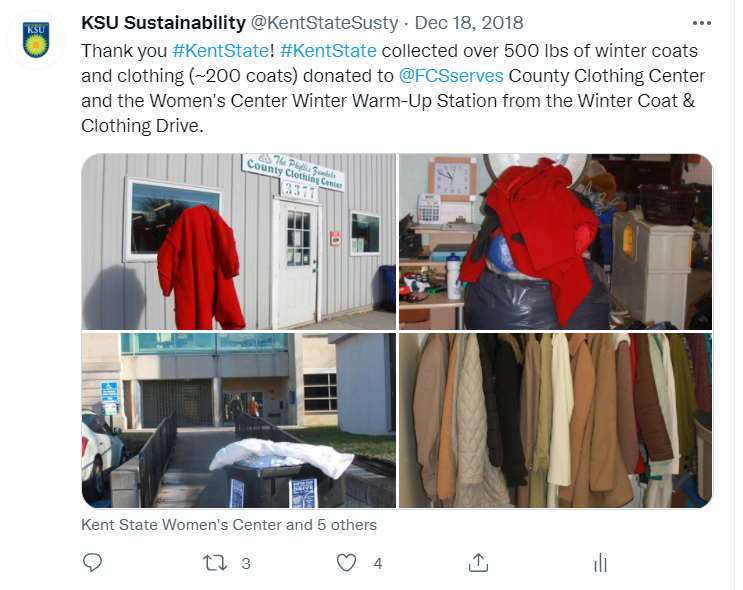 KSU
KSU Sustainability @KentStateSusty · Dec 18, 2018
Thank you #KentState! #KentState collected over 500 lbs of winter coats
and clothing (~200 coats) donated to @FCSserves County Clothing Center
and the Women's Center Winter Warm-Up Station from the Winter Coat &
Clothing Drive.
The Phyllis Zumkehr
County Clothing Center
3377
Kent State Women's Center and 5 others
3
4